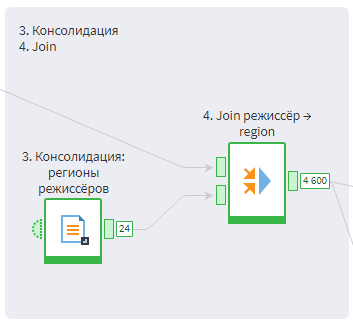 3. Консолидация
4. Join
4. Join режиссёр →
region
3. Консолидация:
регионы
режиссёров
24
4 600